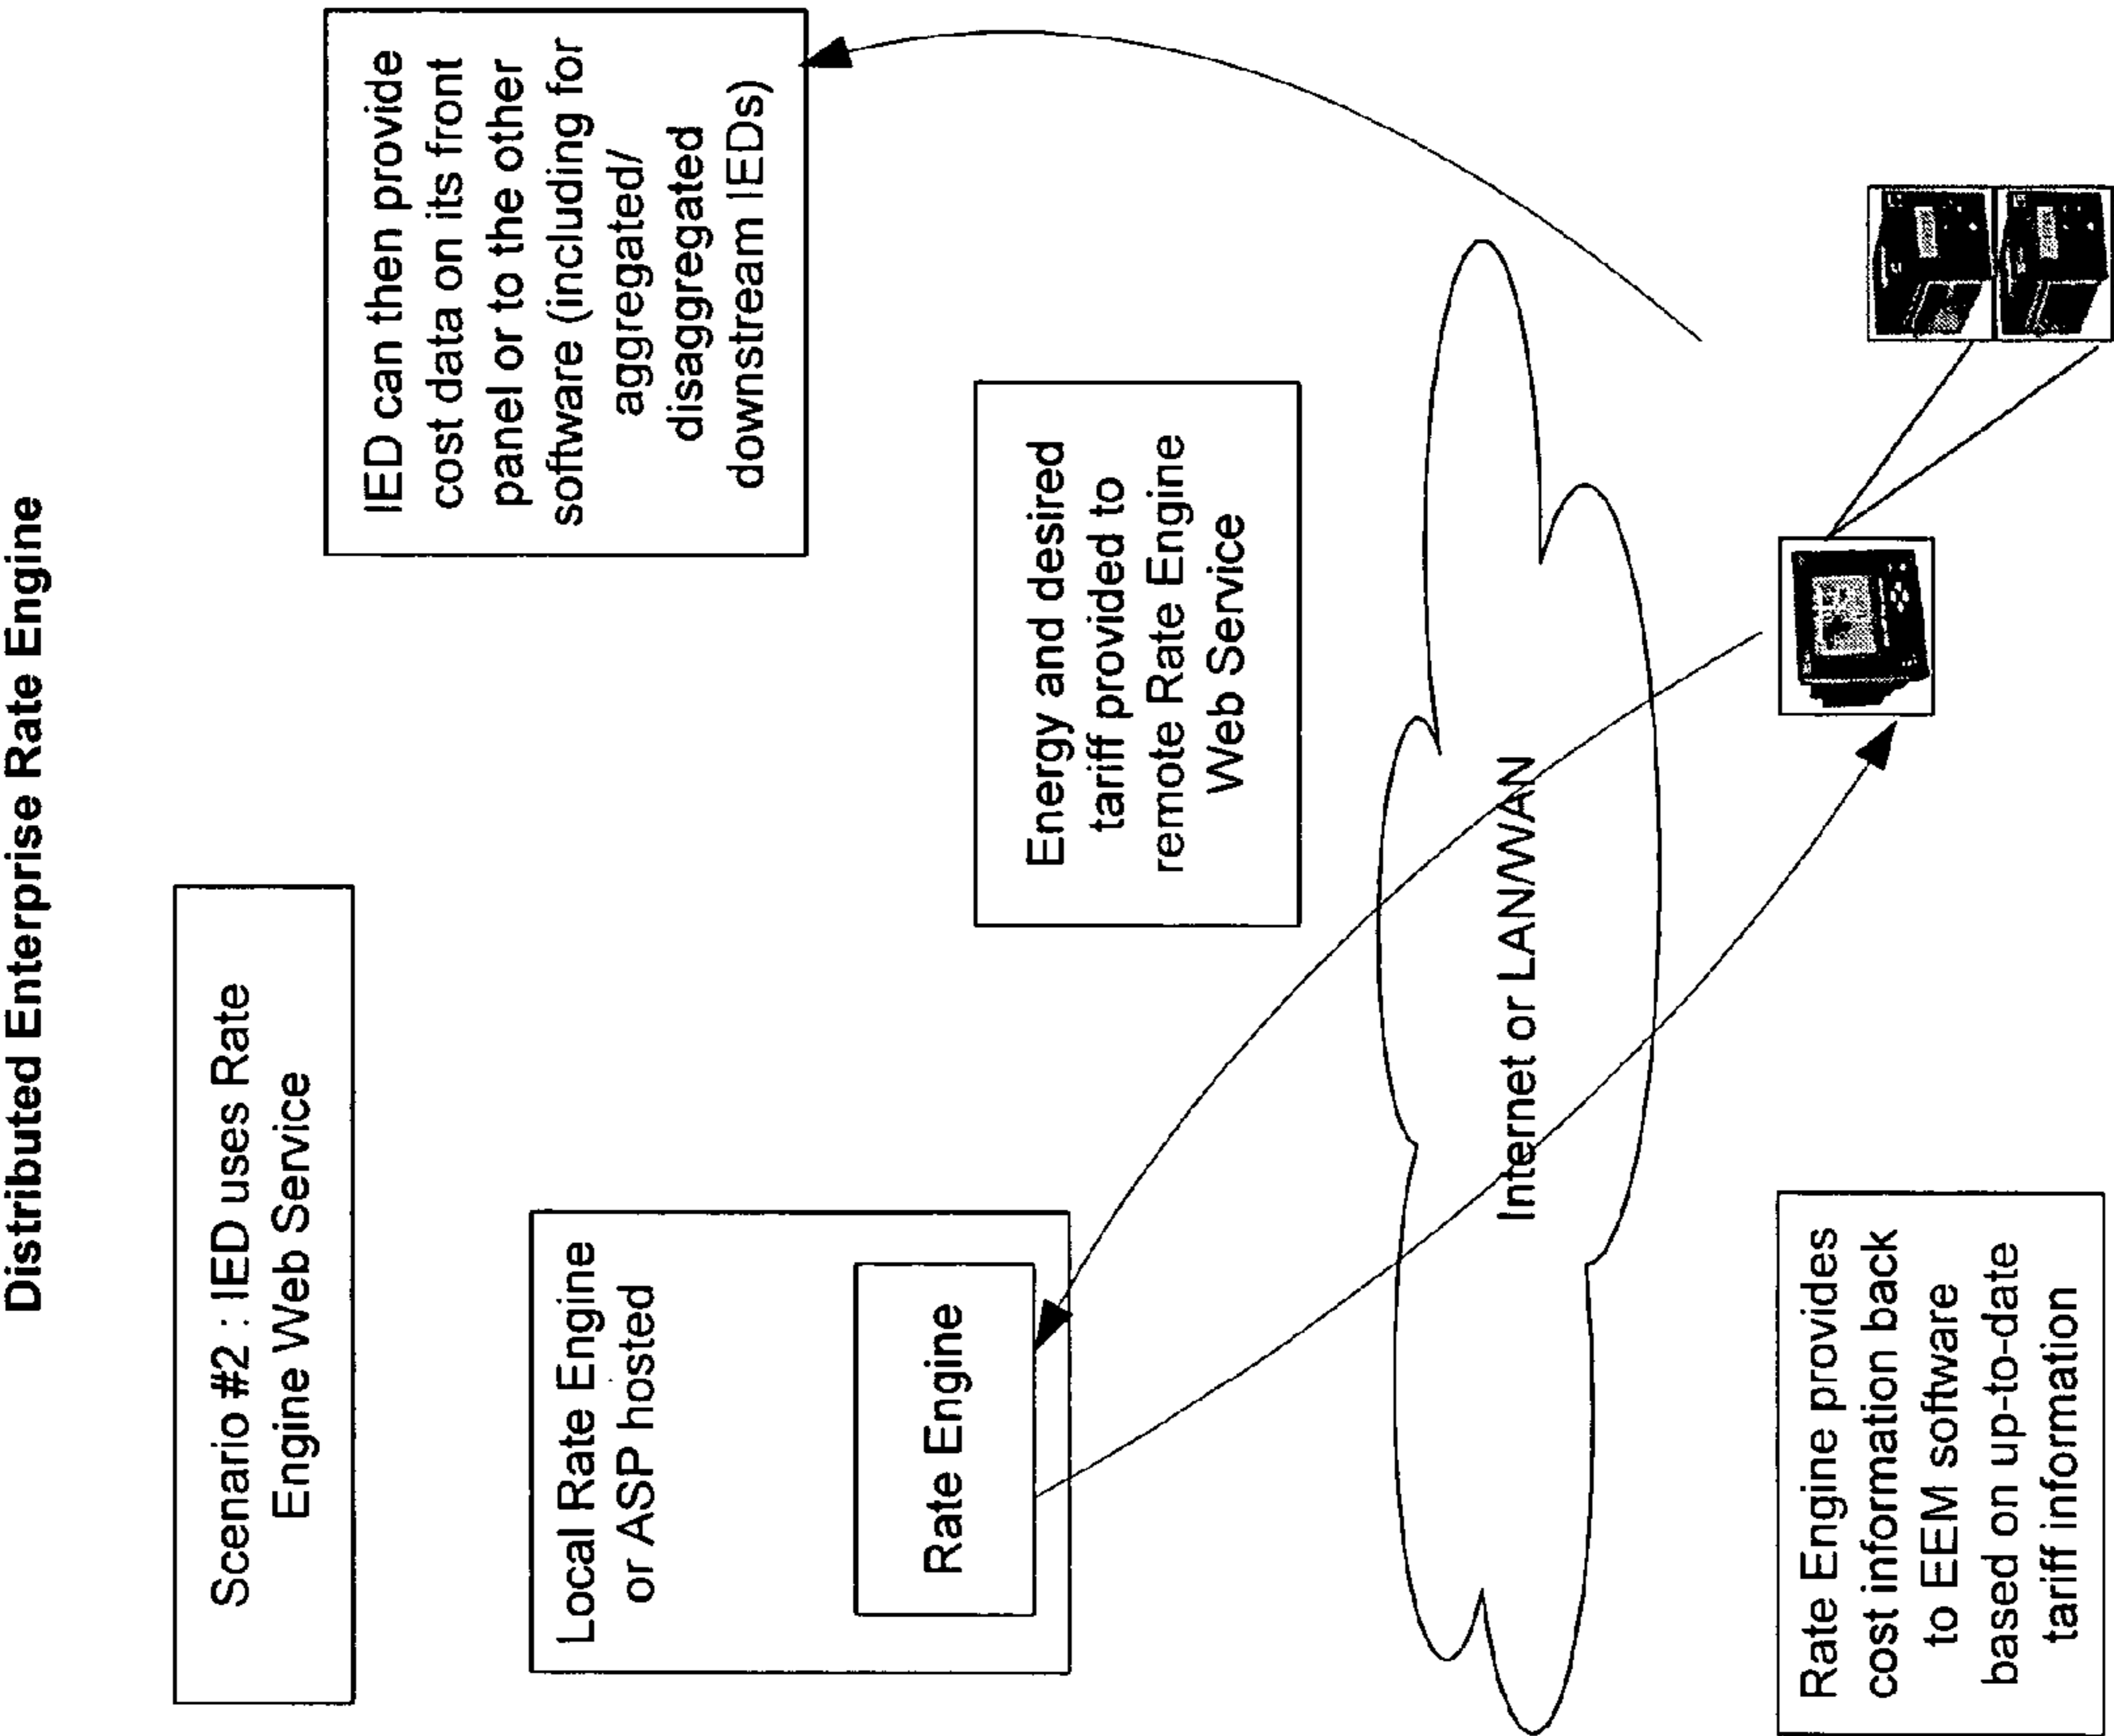 Distributed Enterprise Rate Engine
Scenario #2 : IED uses Rate
Engine Web Service
IED can then provide
cost data on its front
panel or to the other
software (including for
aggregated/
disaggregated
downstream IEDs)
Local Rate Engine
or ASP hosted
Rate Engine
Energy and desired
tariff provided to
remote Rate Engine
Web Service
Internet or LAN/WAN
Rate Engine provides
cost information back
to EEM software
based on up-to-date
tariff information